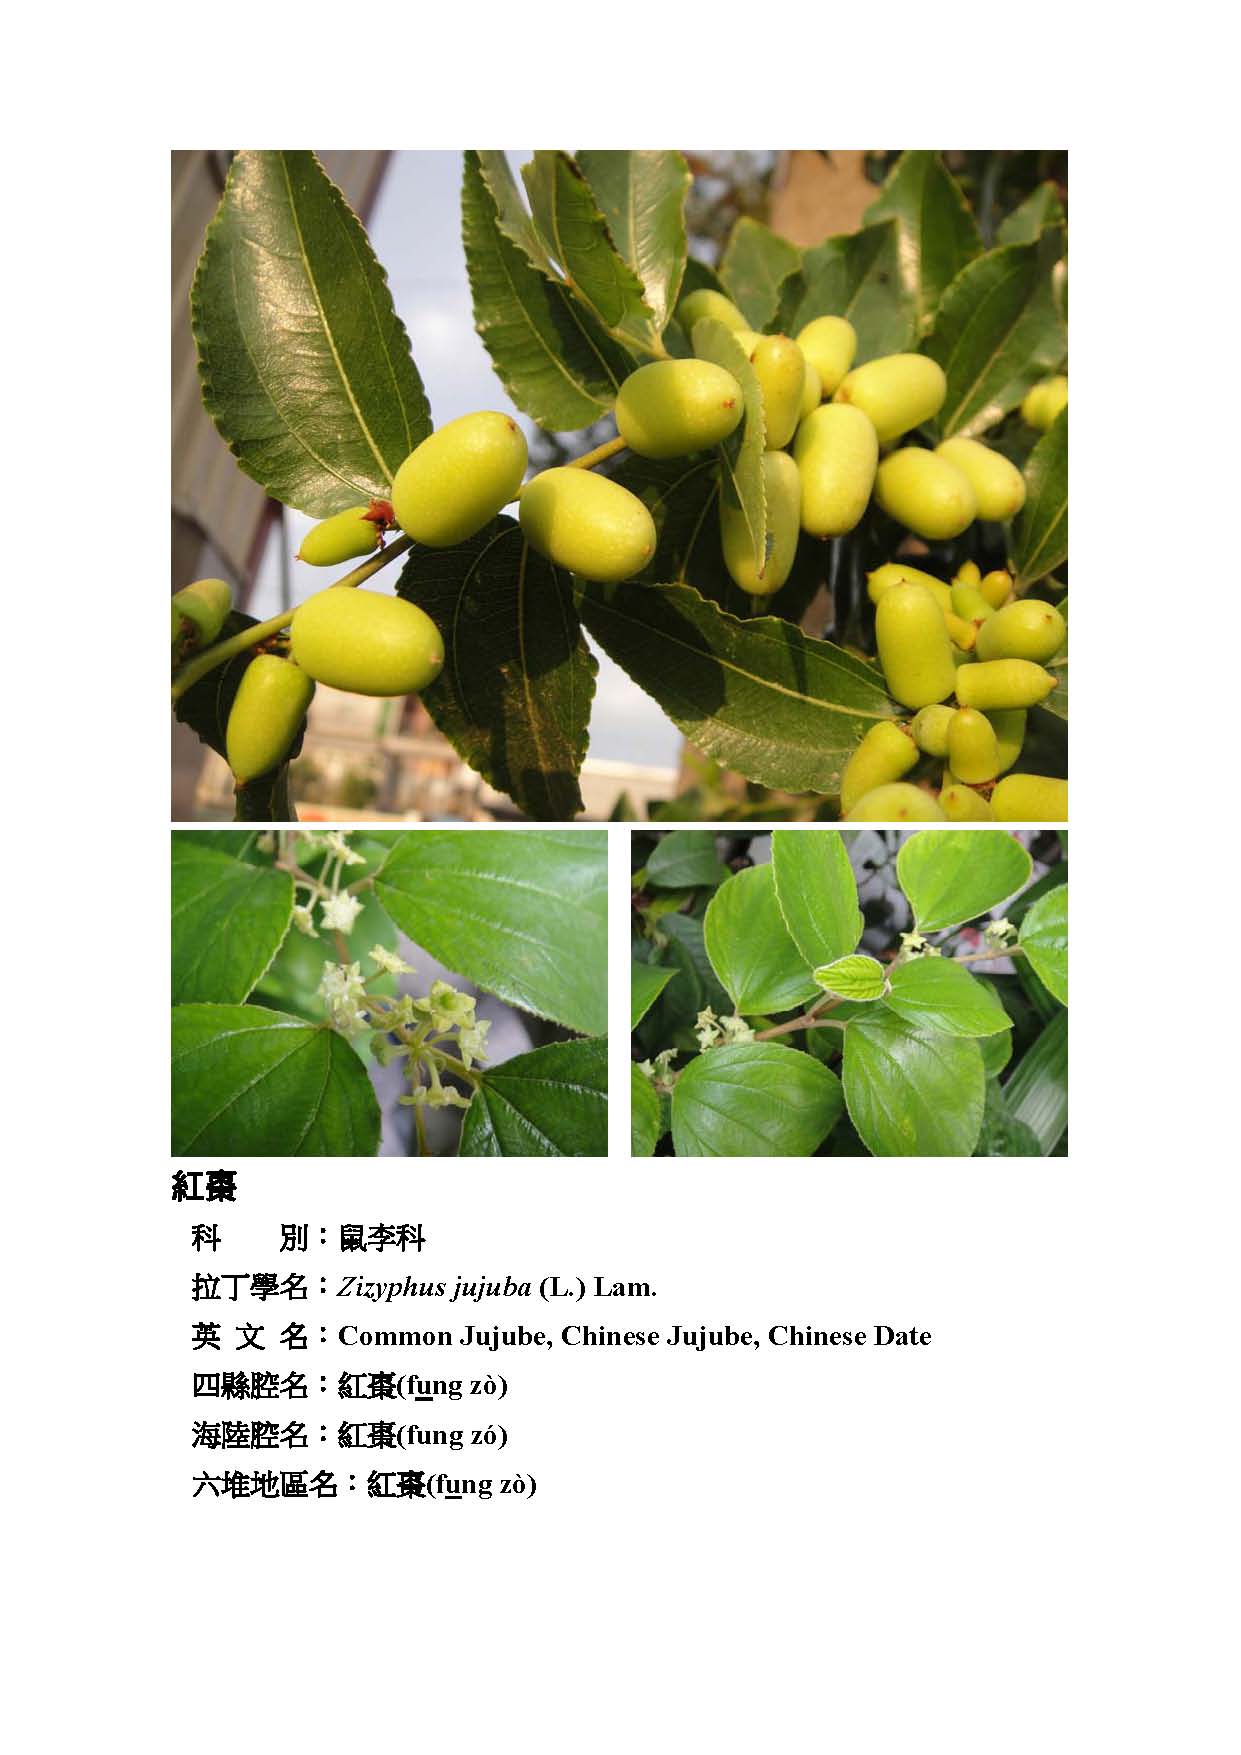 紅棗
科　　別：鼠李科
拉丁學名：Zizyphus jujuba (L.) Lam.
英 文 名：Common Jujube, Chinese Jujube, Chinese Date
四縣腔名：紅棗(fung zò)
海陸腔名：紅棗(fung zó)
六堆地區名：紅棗(fung zò)